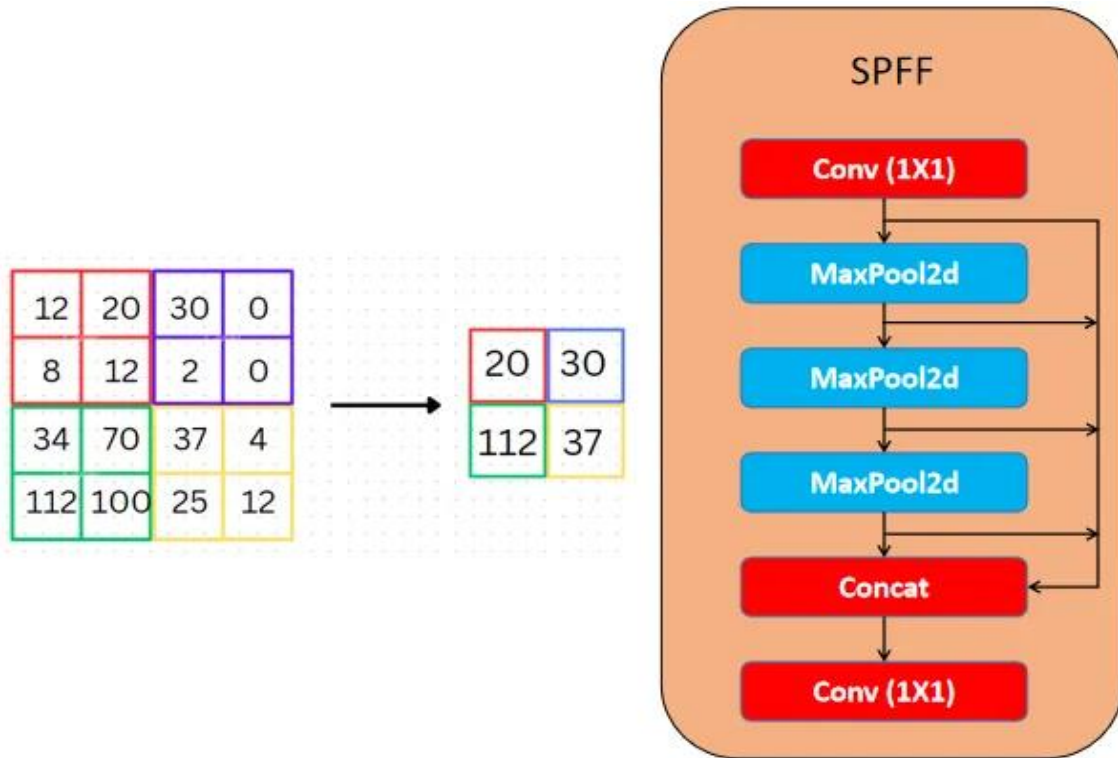 12 20 30 0
8 12 2 0
34 70 37 4
112 100 25 12
20 30
112 37
SPFF
Conv (1X1)
MaxPool2d
MaxPool2d
MaxPool2d
Concat
Conv (1X1)